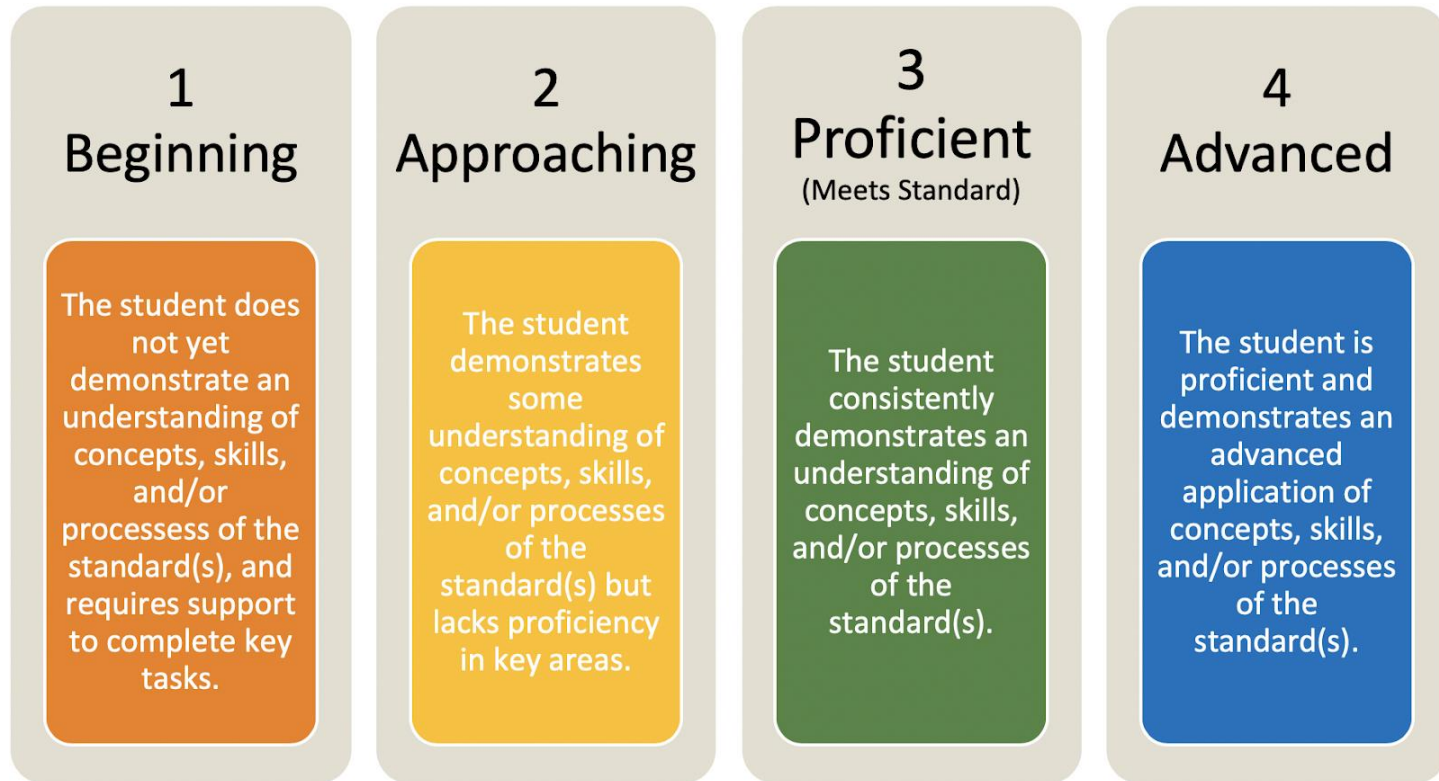 1
Beginning
The student does
not yet
demonstrate an
understanding of
concepts, skills,
and/or
processess of the
standard(s), and
requires support
to complete key
tasks.
2
Approaching
The student
demonstrates
some
understanding of
concepts, skills,
and/or processes
of the
standard(s) but
lacks proficiency
in key areas.
3
Proficient
(Meets Standard)
The student
consistently
demonstrates an
understanding of
concepts, skills,
and/or processes
of the
standard(s).
4
Advanced
The student is
proficient and
demonstrates an
advanced
application of
concepts, skills,
and/or processes
of the
standard(s).